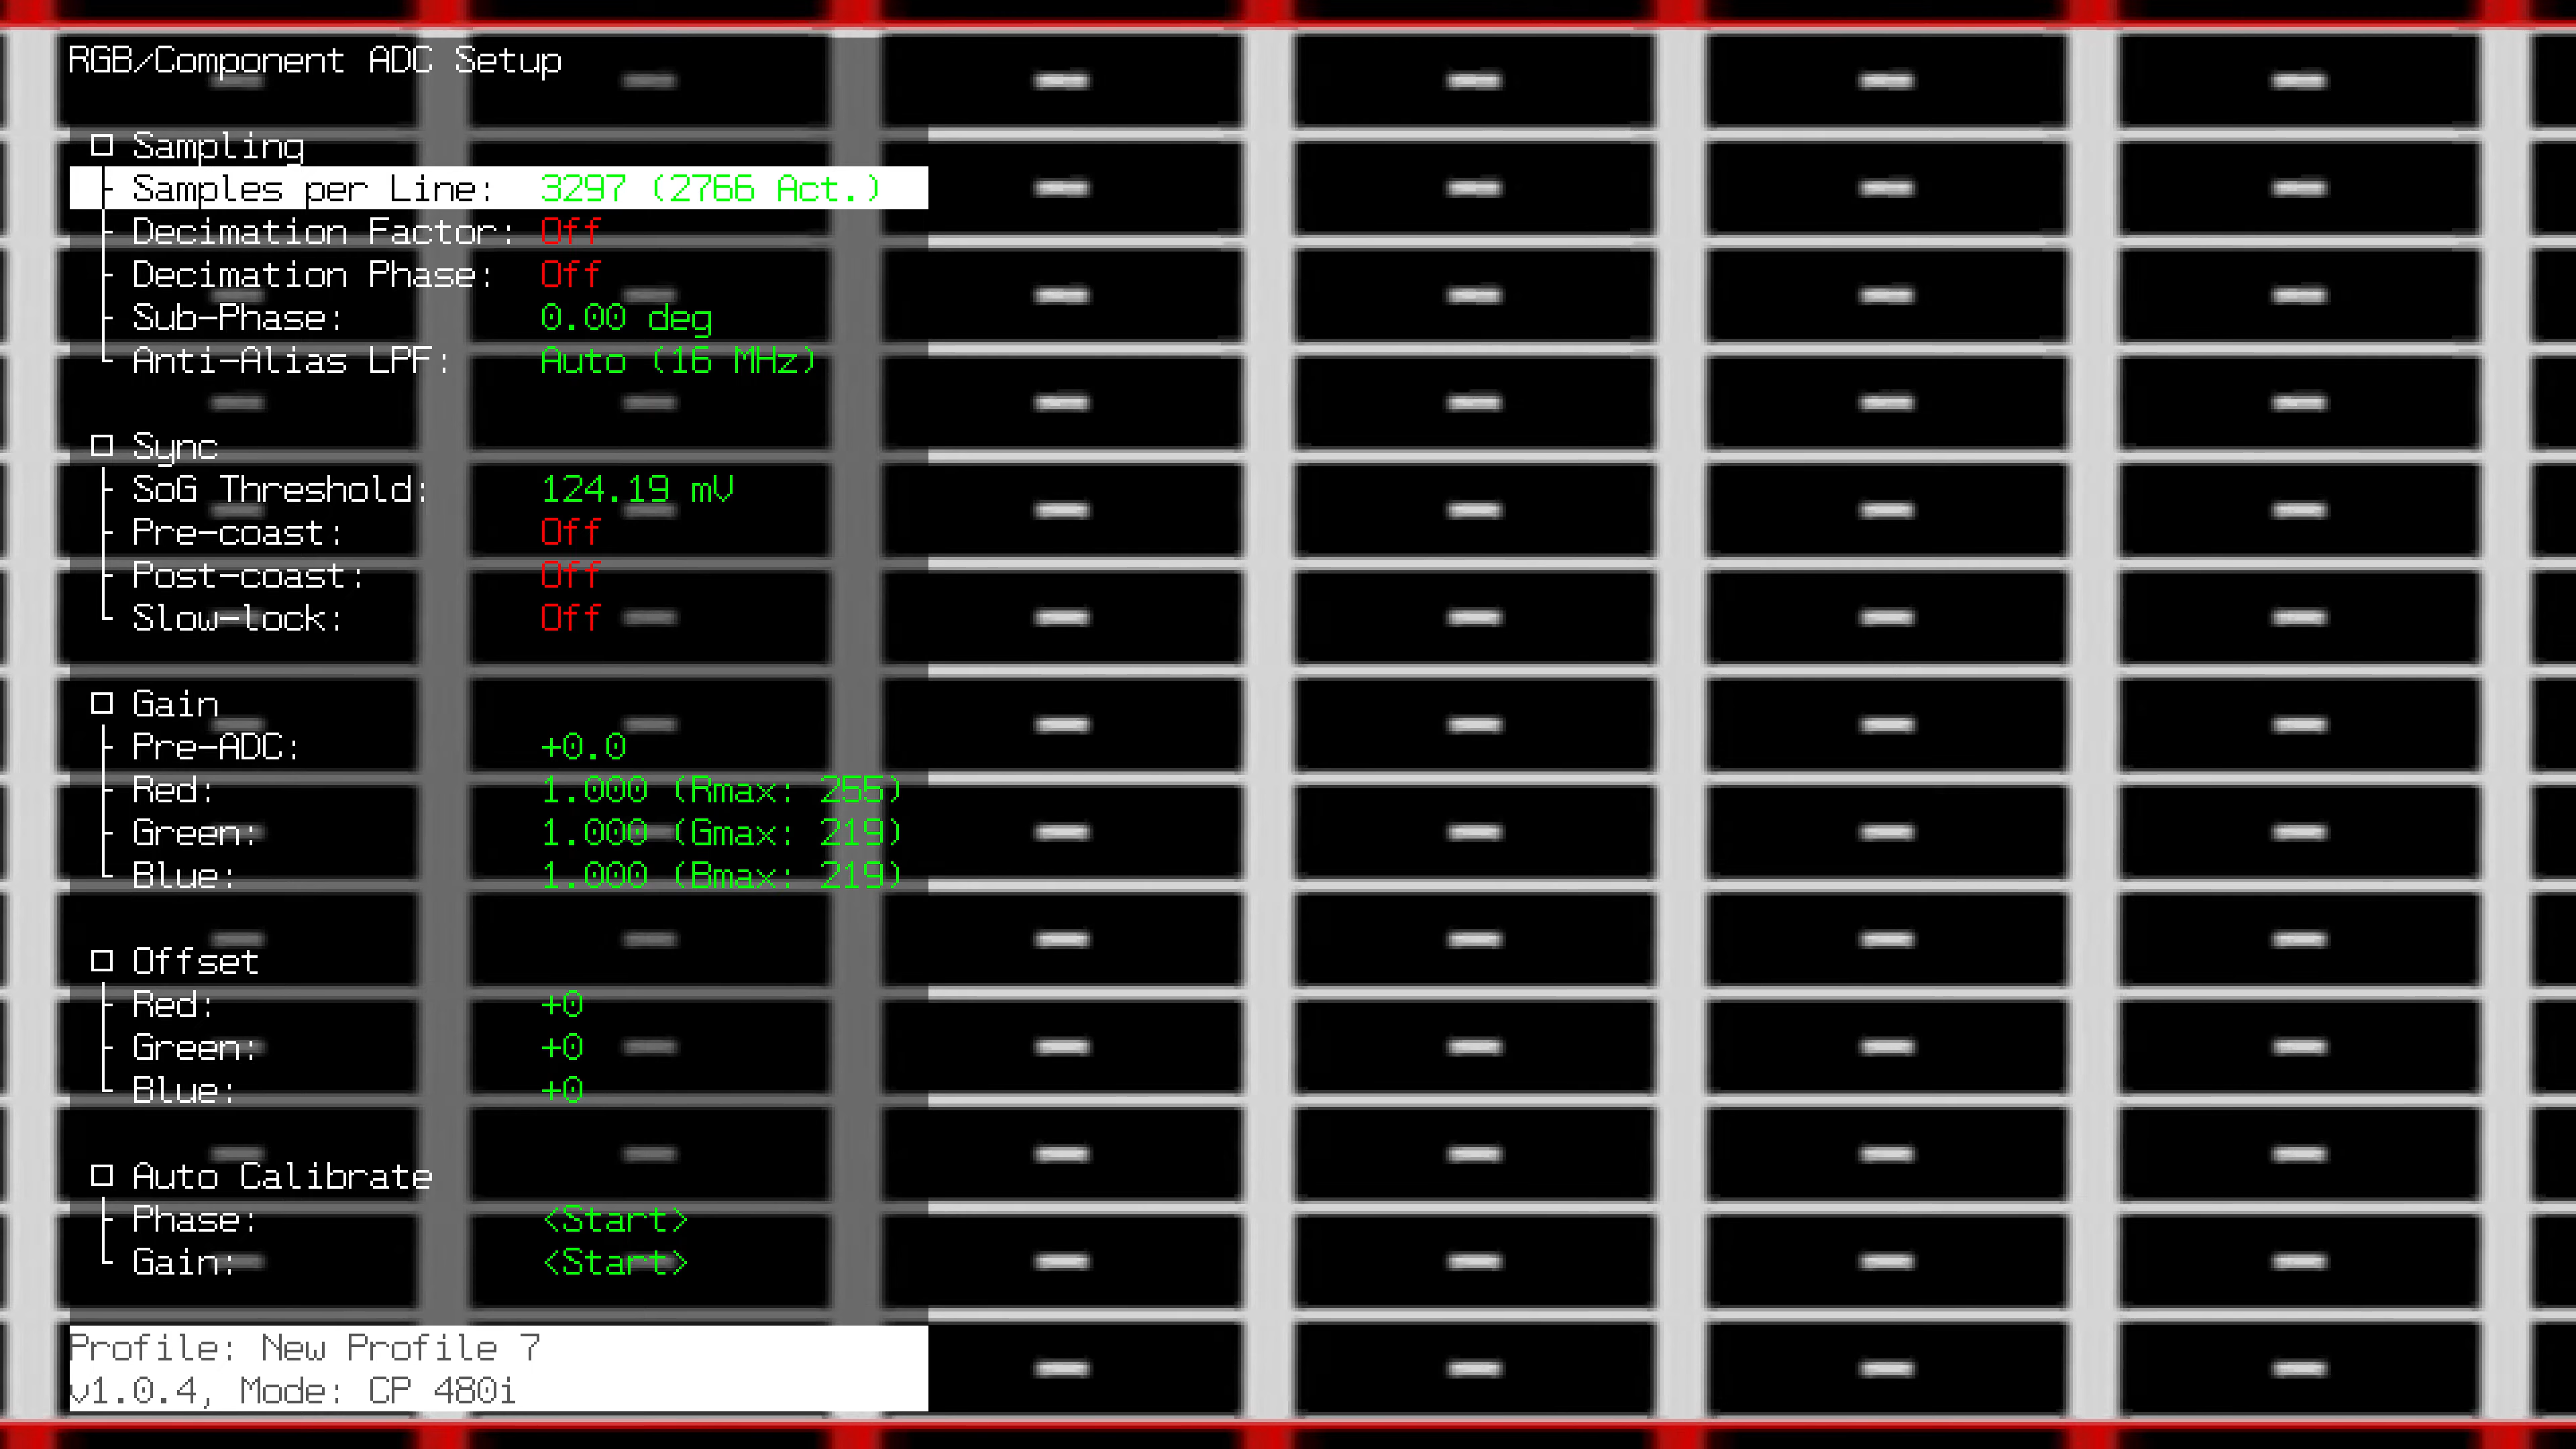 RGB/Component ADC Setup
Sampling
Samples per Line: 3297 (2766 Act.)
Decimation Factor: Off
Decimation Phase: Off
Sub-Phase: 0.00 deg
Anti-Alias LPF: Auto (16 MHz)
Sync
SoG Threshold: 124.19 mV
Pre-coast: Off
Post-coast: Off
Slow-lock: Off
Gain
Pre-ADC: +0.0
Red: 1.000 (Rmax: 255)
Green: 1.000 (Gmax: 219)
Blue: 1.000 (Bmax: 219)
Offset
Red: +0
Green: +0
Blue: +0
Auto Calibrate
Phase: <Start>
Gain: <Start>
Profile: New Profile 7
v1.0.4, Mode: CP 480i